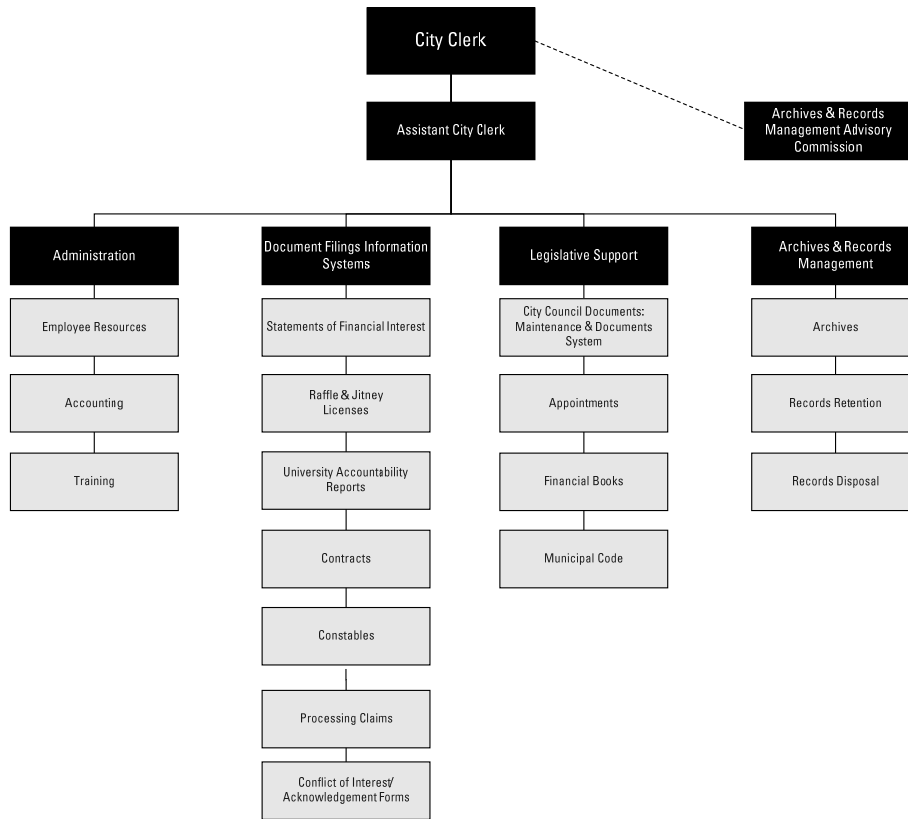 City Clerk
Assistant City Clerk
Archives & Records
Management Advisory
Commission
Administration
Employee Resources
Accounting
Training
Document Filings Information
Systems
Statements of Financial Interest
Raffle & Jitney
Licenses
University Accountability
Reports
Contracts
Constables
Processing Claims
Conflict of Interest/
Acknowledgement Forms
Legislative Support
City Council Documents:
Maintenance & Documents
System
Appointments
Financial Books
Municipal Code
Archives & Records
Management
Archives
Records Retention
Records Disposal